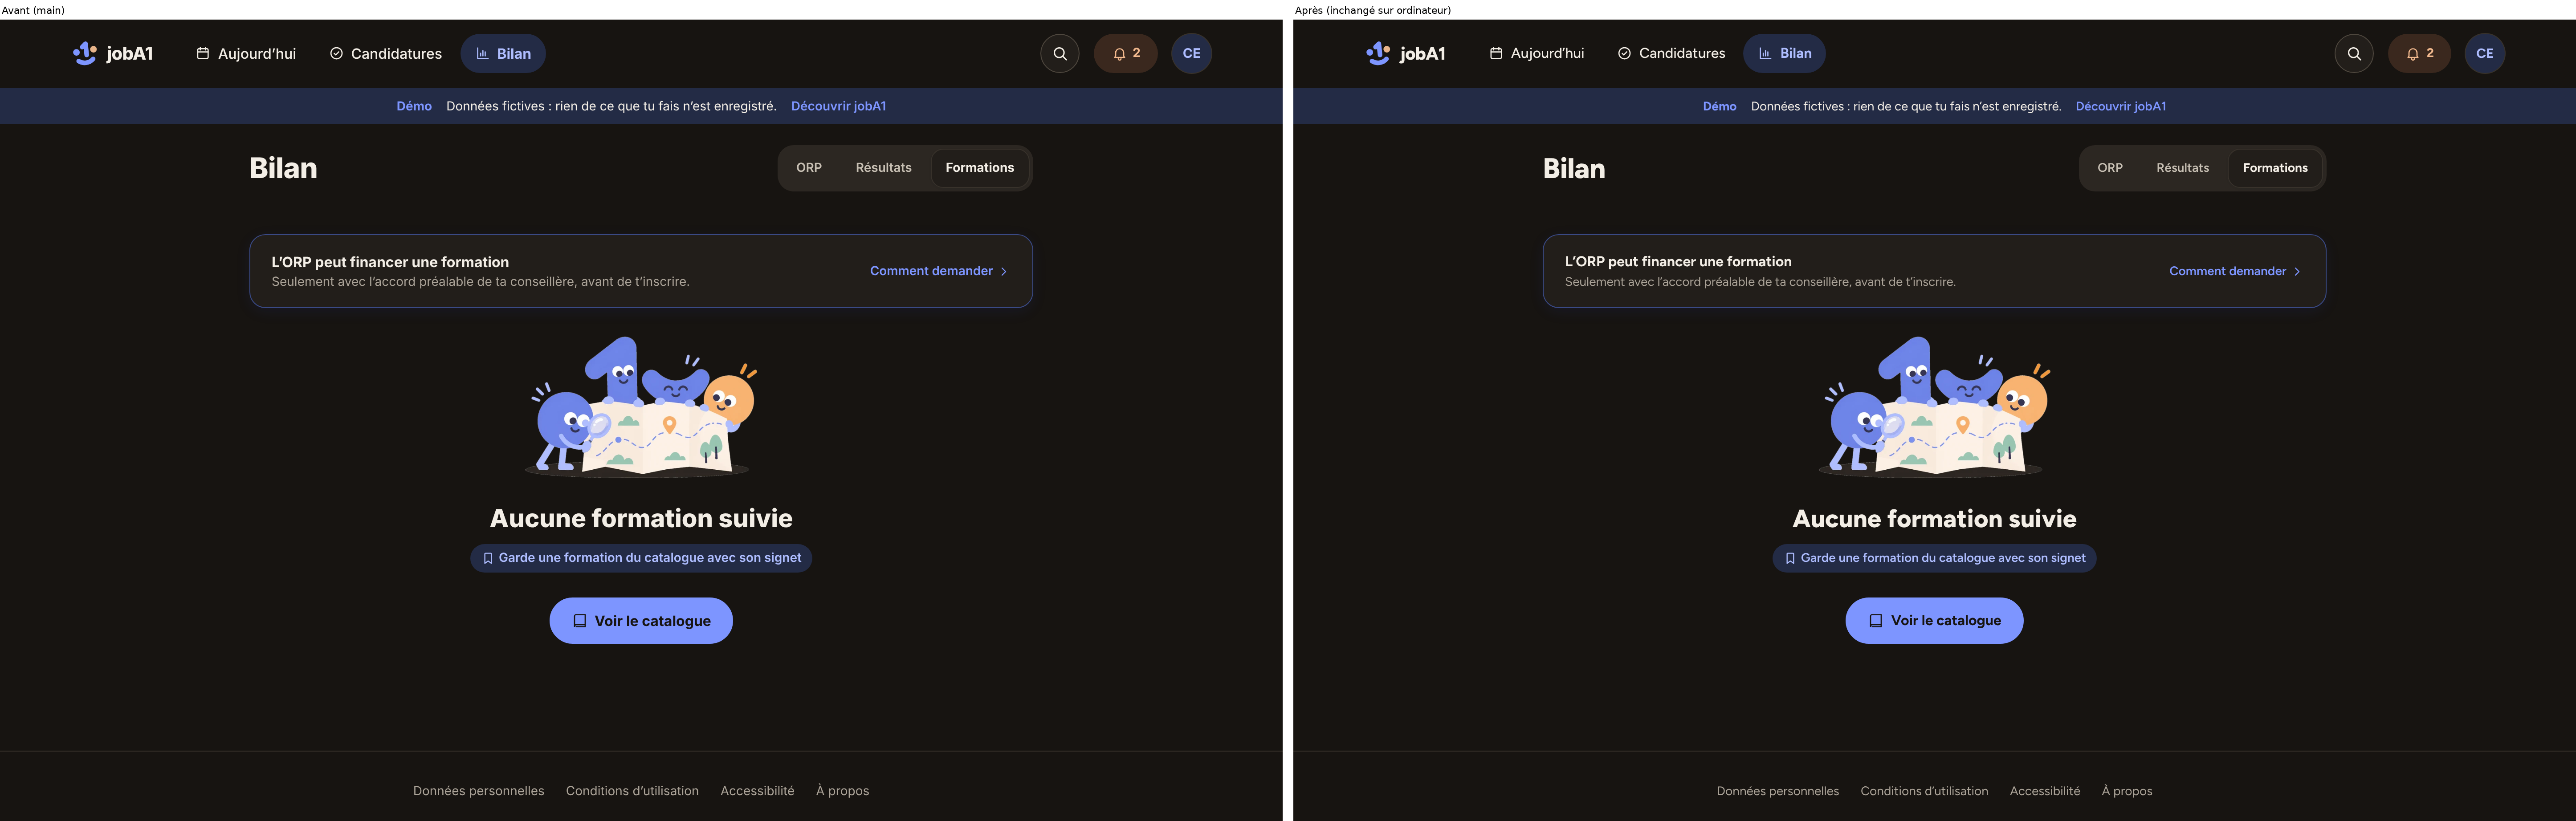 Avant (main)
jobA1 Aujourd’hui Candidatures Bilan 2 CE
Démo Données fictives : rien de ce que tu fais n’est enregistré. Découvrir jobA1
Bilan ORP Résultats Formations
L’ORP peut financer une formation
Seulement avec l’accord préalable de ta conseillère, avant de t’inscrire.
Comment demander
Aucune formation suivie
Garde une formation du catalogue avec son signet
Voir le catalogue
Données personnelles Conditions d’utilisation Accessibilité À propos
Après (inchangé sur ordinateur)
jobA1 Aujourd’hui Candidatures Bilan 2 CE
Démo Données fictives : rien de ce que tu fais n’est enregistré. Découvrir jobA1
Bilan ORP Résultats Formations
L’ORP peut financer une formation
Seulement avec l’accord préalable de ta conseillère, avant de t’inscrire.
Comment demander
Aucune formation suivie
Garde une formation du catalogue avec son signet
Voir le catalogue
Données personnelles Conditions d’utilisation Accessibilité À propos